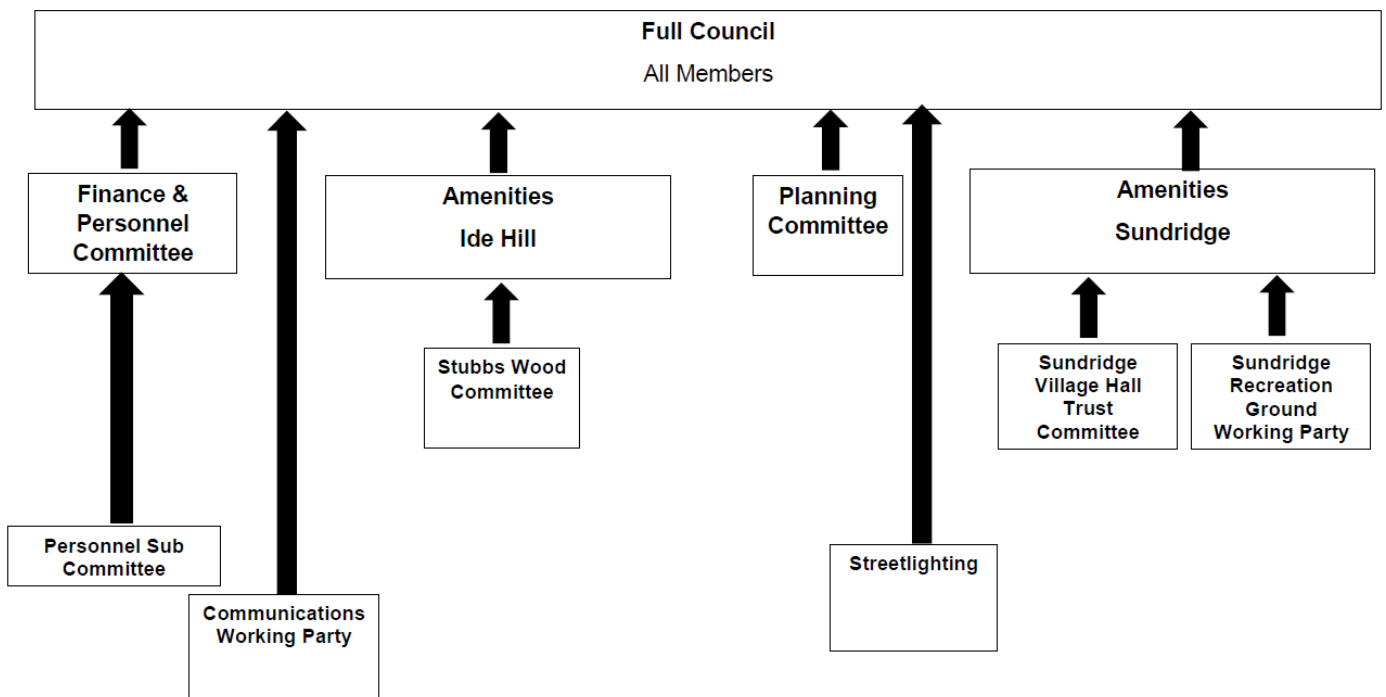 Full Council
All Members
Finance &
Personnel
Committee
Amenities
Ide Hill
Planning
Committee
Amenities
Sundridge
Stubbs Wood
Committee
Sundridge
Village Hall
Trust
Committee
Sundridge
Recreation
Ground
Working Party
Personnel Sub
Committee
Streetlighting
Communications
Working Party